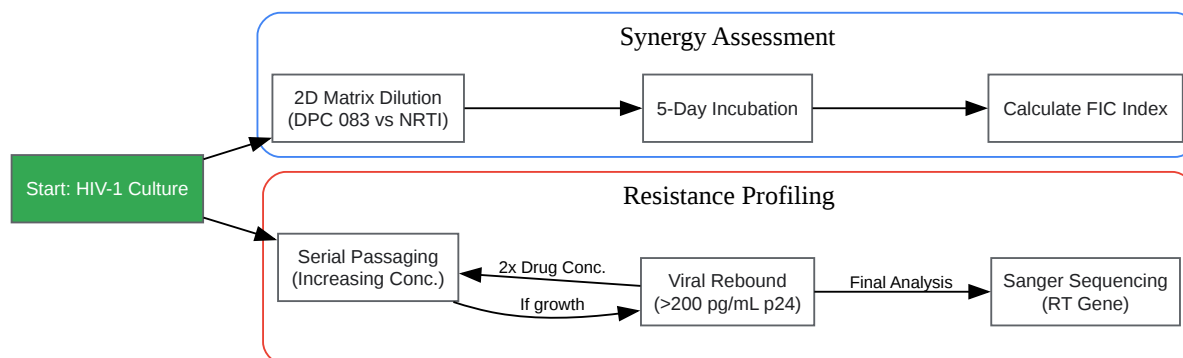 Synergy Assessment
2D Matrix Dilution
(DPC 083 vs NRTI)
5-Day Incubation
Calculate FIC Index
Start: HIV-1 Culture
Resistance Profiling
Serial Passaging
(Increasing Conc.)
2x Drug Conc.
If growth
Viral Rebound
(>200 pg/mL p24)
Final Analysis
Sanger Sequencing
(RT Gene)